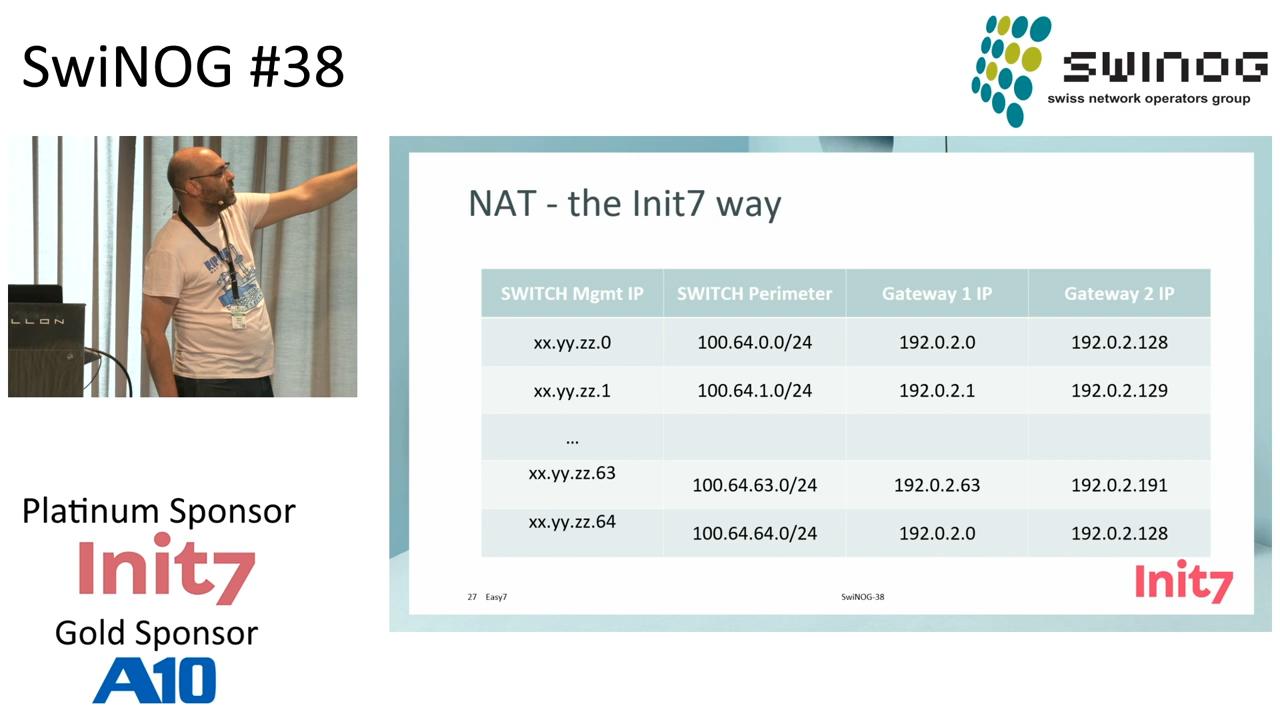 SwiNOG #38
swinog
swiss network operators group
NAT - the Init7 way
SWITCH Mgmt IP SWITCH Perimeter Gateway 1 IP Gateway 2 IP
xx.yy.zz.0 100.64.0.0/24 192.0.2.0 192.0.2.128
xx.yy.zz.1 100.64.1.0/24 192.0.2.1 192.0.2.129
...
xx.yy.zz.63 100.64.63.0/24 192.0.2.63 192.0.2.191
xx.yy.zz.64 100.64.64.0/24 192.0.2.0 192.0.2.128
27 Easy7 SwiNOG-38
Init7
LLON
Platinum Sponsor
Init7
Gold Sponsor
A10